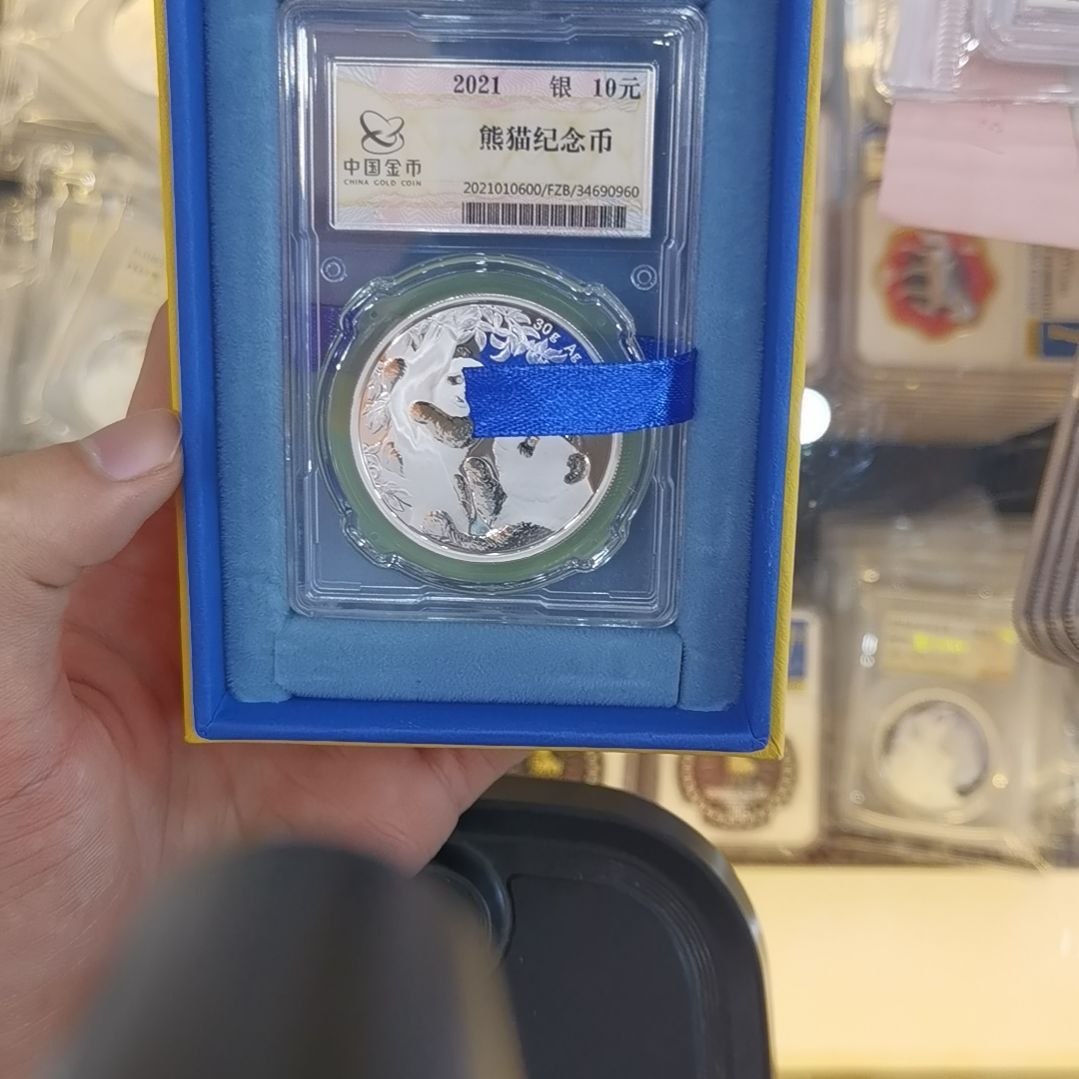 2021 银 10元
中国金币
CHINA GOLD COIN
熊猫纪念币
2021010600/FZB/34690960
30g Ag